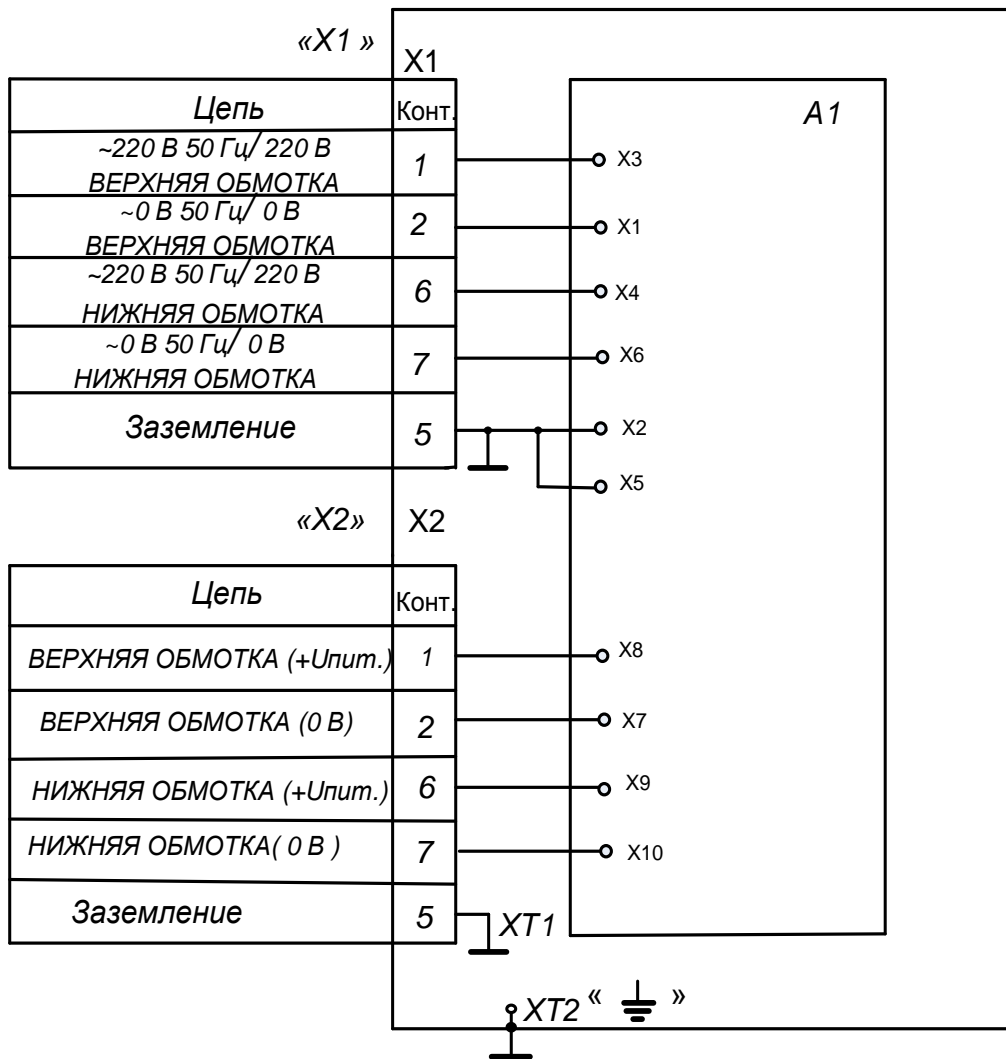 «X1 »
X1
Цепь
Конт.
A1
~220 В 50 Гц/ 220 В
ВЕРХНЯЯ ОБМОТКА
1
X3
~0 В 50 Гц/ 0 В
ВЕРХНЯЯ ОБМОТКА
2
X1
~220 В 50 Гц/ 220 В
НИЖНЯЯ ОБМОТКА
6
X4
~0 В 50 Гц/ 0 В
НИЖНЯЯ ОБМОТКА
7
X6
Заземление
5
X2
X5
«X2»
X2
Цепь
Конт.
ВЕРХНЯЯ ОБМОТКА (+Uпит.)
1
X8
ВЕРХНЯЯ ОБМОТКА (0 В)
2
X7
НИЖНЯЯ ОБМОТКА (+Uпит.)
6
X9
НИЖНЯЯ ОБМОТКА( 0 В )
7
X10
Заземление
5
XT1
XT2 « »